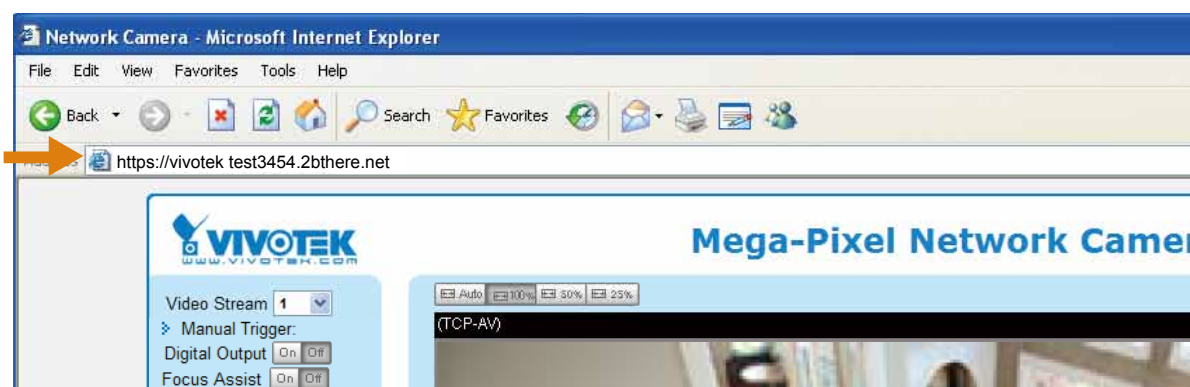 Network Camera - Microsoft Internet Explorer
File Edit View Favorites Tools Help
Back Search Favorites
https://vivotek test3454.2bthere.net
VIVOTEK
www.vivotek.com
Mega-Pixel Network
Video Stream 1
Auto 100% 50% 25%
Manual Trigger:
(TCP-AV)
Digital Output On Off
Focus Assist On Off